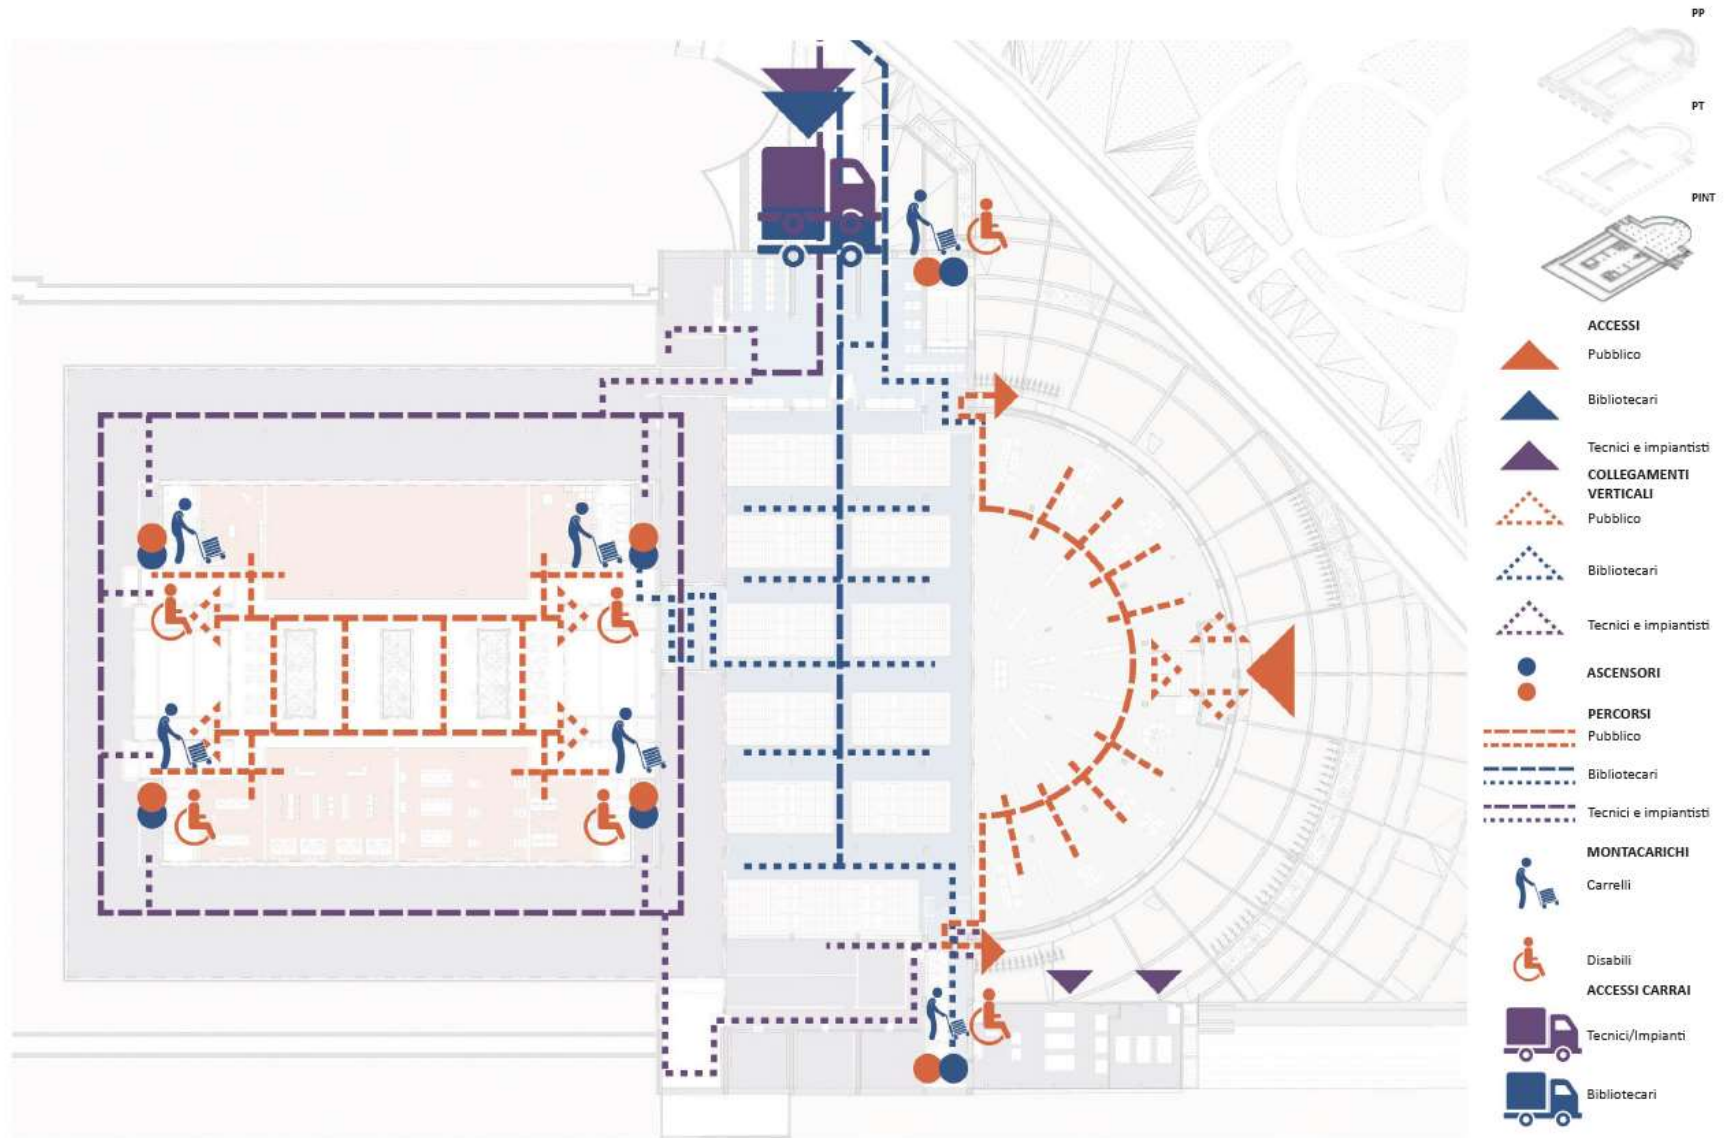 PP
PT
PINT
ACCESSI
Pubblico
Bibliotecari
Tecnici e impiantisti
COLLEGAMENTI
VERTICALI
Pubblico
Bibliotecari
Tecnici e impiantisti
ASCENSORI
PERCORSI
Pubblico
Bibliotecari
Tecnici e impiantisti
MONTACARICHI
Carrelli
Disabili
ACCESSI CARRAI
Tecnici/Impianti
Bibliotecari